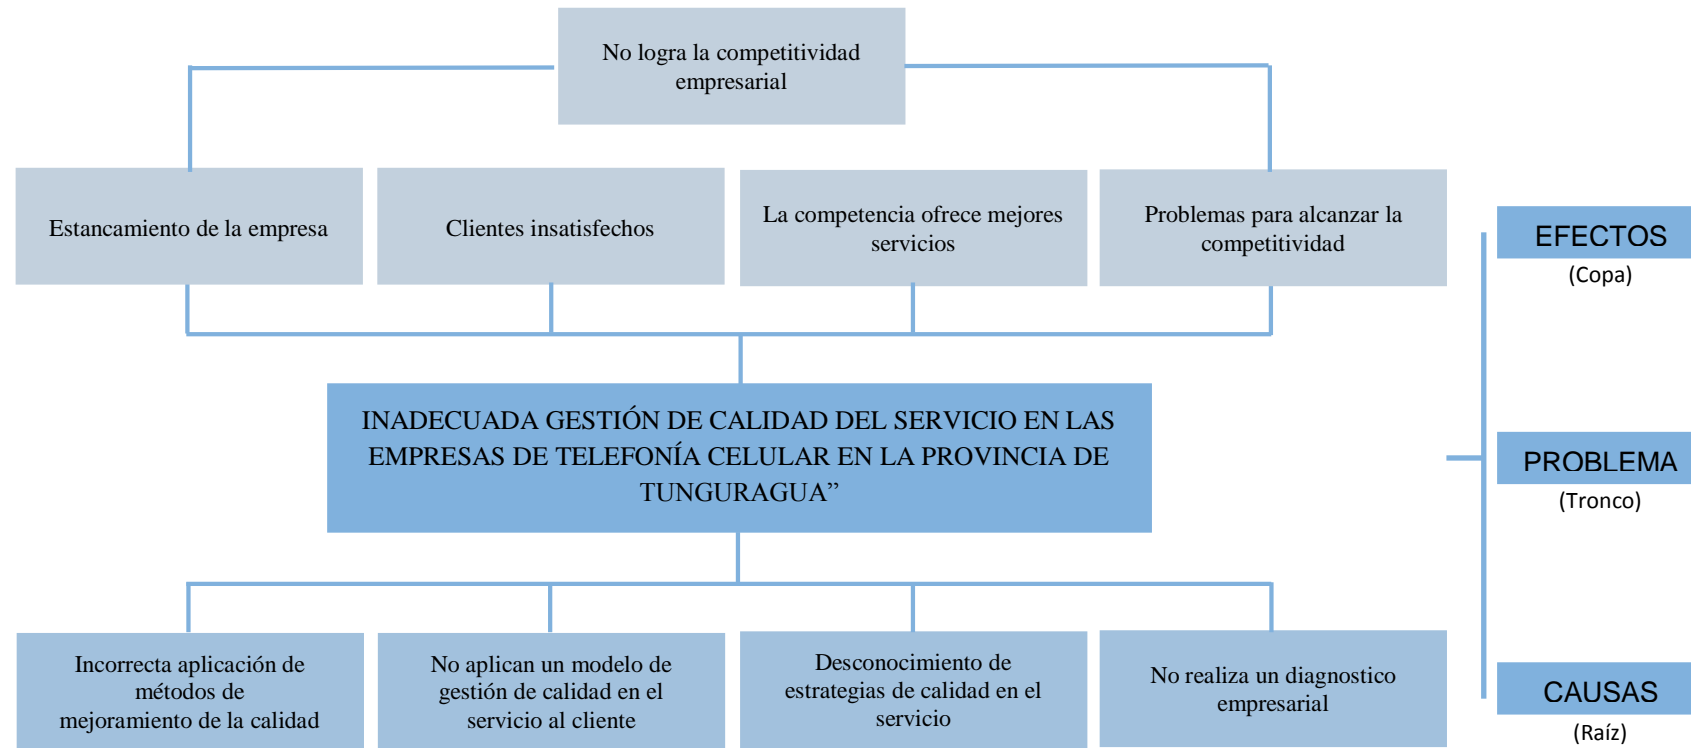 No logra la competitividad
empresarial
Estancamiento de la empresa
Clientes insatisfechos
La competencia ofrece mejores
servicios
Problemas para alcanzar la
competitividad
EFECTOS
(Copa)
INADECUADA GESTIÓN DE CALIDAD DEL SERVICIO EN LAS
EMPRESAS DE TELEFONÍA CELULAR EN LA PROVINCIA DE
TUNGURAGUA”
PROBLEMA
(Tronco)
Incorrecta aplicación de
métodos de
mejoramiento de la calidad
No aplican un modelo de
gestión de calidad en el
servicio al cliente
Desconocimiento de
estrategias de calidad en el
servicio
No realiza un diagnostico
empresarial
CAUSAS
(Raíz)